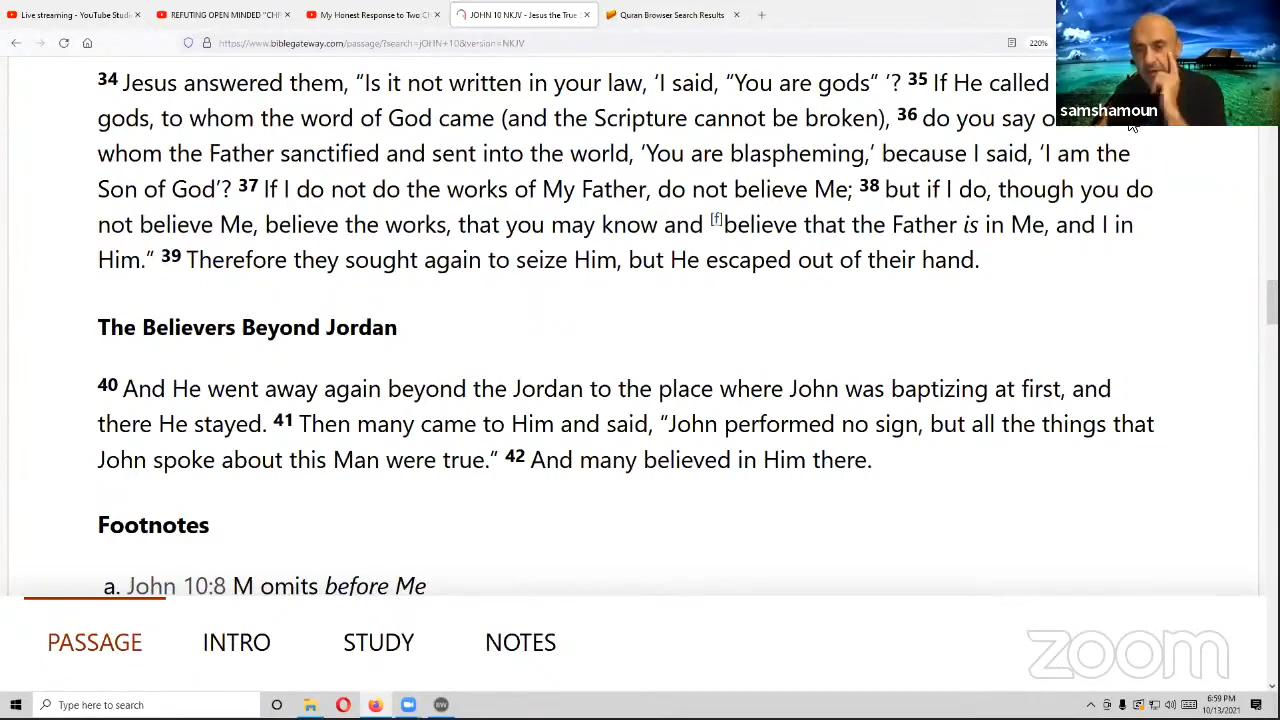 Live streaming - YouTube Studi
REFUTING OPEN MINDED "CHI
My Honest Response to Two Ch
JOHN 10 NKJV - Jesus the True S
Quran Browser Search Results
220%
samshamoun
34 Jesus answered them, “Is it not written in your law, ‘I said, “You are gods” ’? 35 If He called
gods, to whom the word of God came (and the Scripture cannot be broken), 36 do you say o
whom the Father sanctified and sent into the world, ‘You are blaspheming,’ because I said, ‘I am the
Son of God’? 37 If I do not do the works of My Father, do not believe Me; 38 but if I do, though you do
not believe Me, believe the works, that you may know and [f]believe that the Father is in Me, and I in
Him.” 39 Therefore they sought again to seize Him, but He escaped out of their hand.
The Believers Beyond Jordan
40 And He went away again beyond the Jordan to the place where John was baptizing at first, and
there He stayed. 41 Then many came to Him and said, “John performed no sign, but all the things that
John spoke about this Man were true.” 42 And many believed in Him there.
Footnotes
a. John 10:8 M omits before Me
PASSAGE INTRO STUDY NOTES
zoom
Type here to search
BW
6:59 PM
10/13/2021